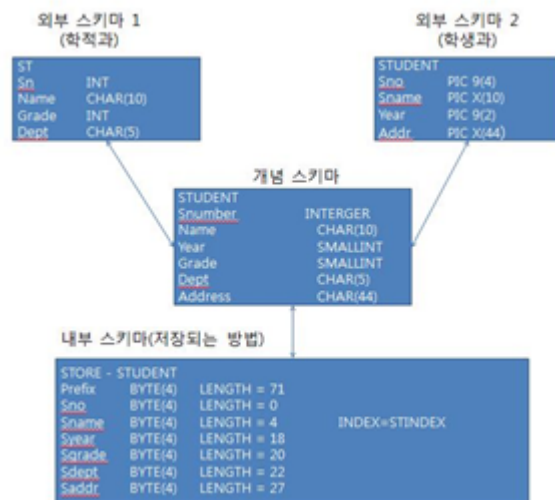 외부 스키마 1
(학적과)
외부 스키마 2
(학생과)
ST
Sn INT
Name CHAR(10)
Grade INT
Dept CHAR(5)
STUDENT
Sno PIC 9(4)
Sname PIC X(10)
Year PIC 9(2)
Addr PIC X(44)
개념 스키마
STUDENT
Snumber INTERGER
Name CHAR(10)
Year SMALLINT
Grade SMALLINT
Dept CHAR(5)
Address CHAR(44)
내부 스키마(저장되는 방법)
STORE - STUDENT
Prefix BYTE(4) LENGTH = 71
Sno BYTE(4) LENGTH = 0
Sname BYTE(4) LENGTH = 4 INDEX=STINDEX
Syear BYTE(4) LENGTH = 18
Sgrade BYTE(4) LENGTH = 20
Sdept BYTE(4) LENGTH = 22
Saddr BYTE(4) LENGTH = 27